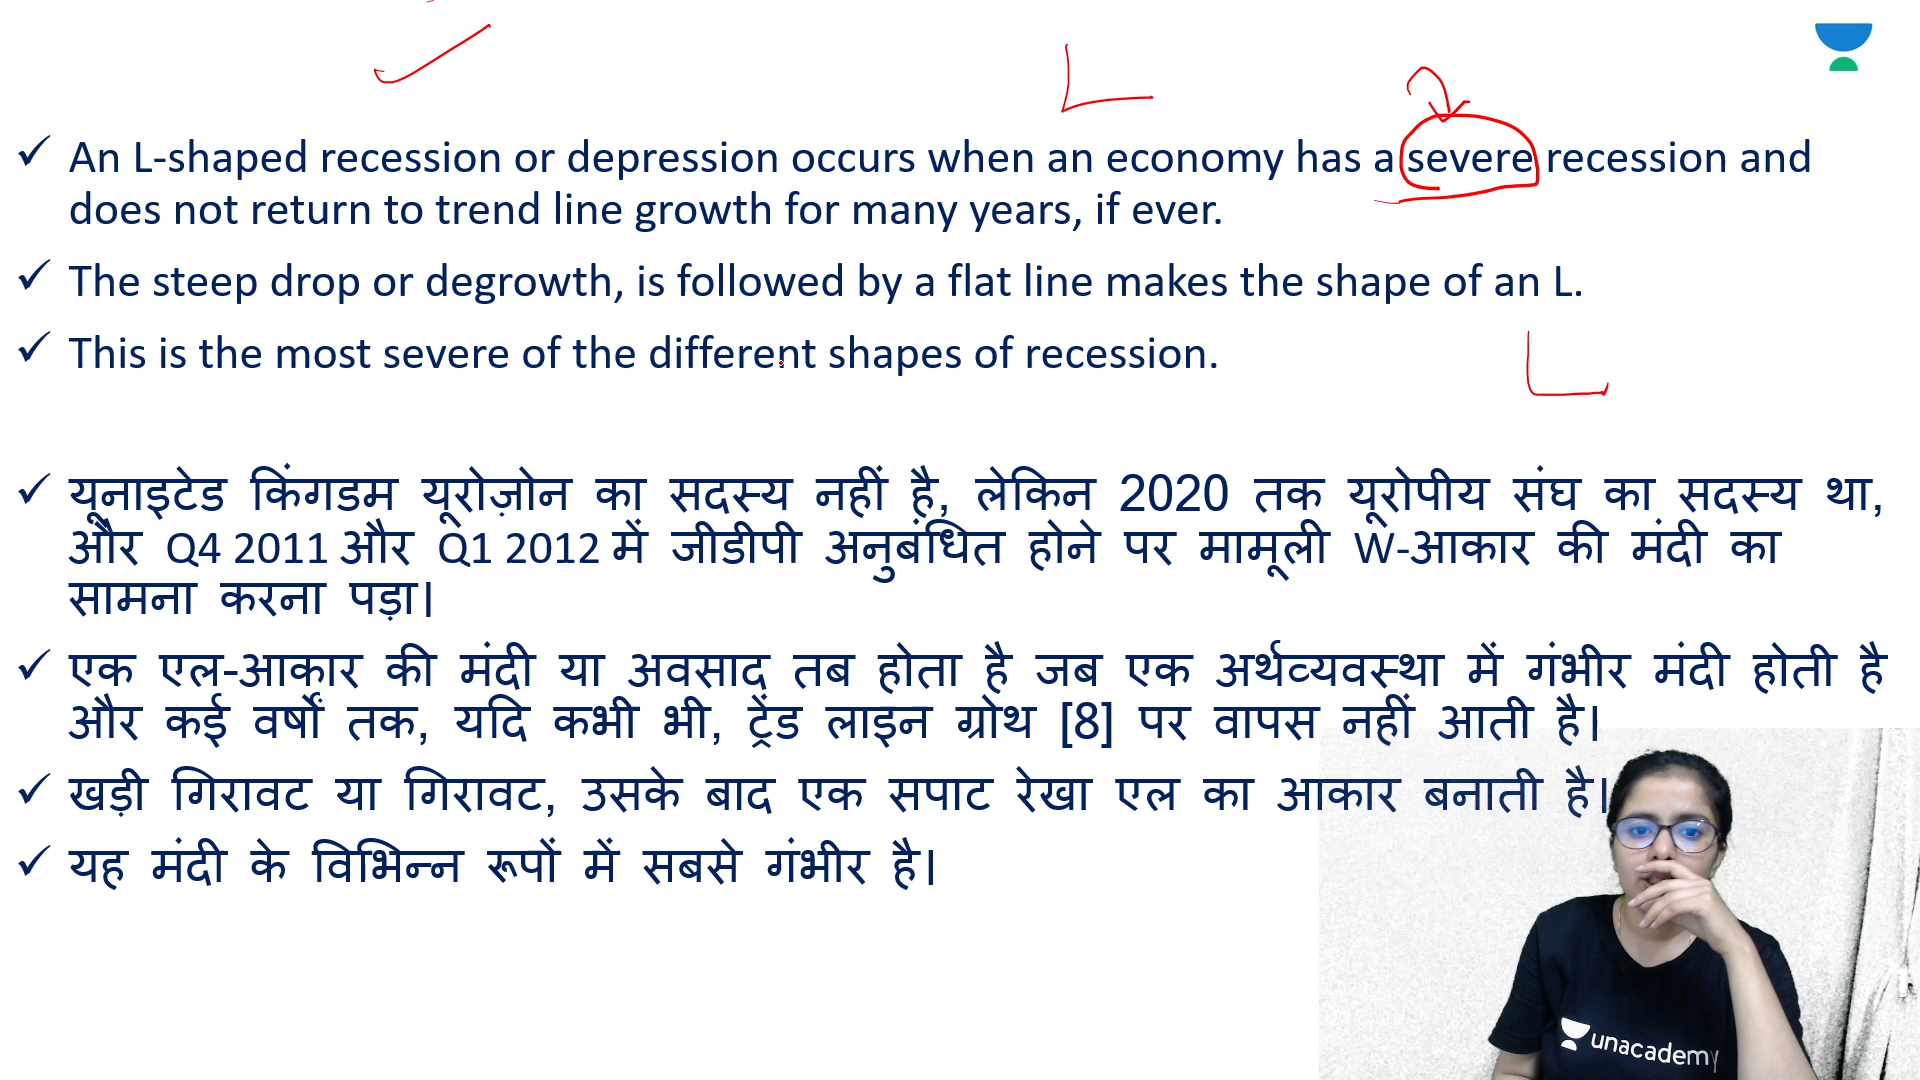 An L-shaped recession or depression occurs when an economy has a severe recession and
does not return to trend line growth for many years, if ever.
The steep drop or degrowth, is followed by a flat line makes the shape of an L.
This is the most severe of the different shapes of recession.
यूनाइटेड किंगडम यूरोज़ोन का सदस्य नहीं है, लेकिन 2020 तक यूरोपीय संघ का सदस्य था,
और Q4 2011 और Q1 2012 में जीडीपी अनुबंधित होने पर मामूली W-आकार की मंदी का
सामना करना पड़ा।
एक एल-आकार की मंदी या अवसाद तब होता है जब एक अर्थव्यवस्था में गंभीर मंदी होती है
और कई वर्षों तक, यदि कभी भी, ट्रेंड लाइन ग्रोथ [8] पर वापस नहीं आती है।
खड़ी गिरावट या गिरावट, उसके बाद एक सपाट रेखा एल का आकार बनाती है।
यह मंदी के विभिन्न रूपों में सबसे गंभीर है।
unacademy